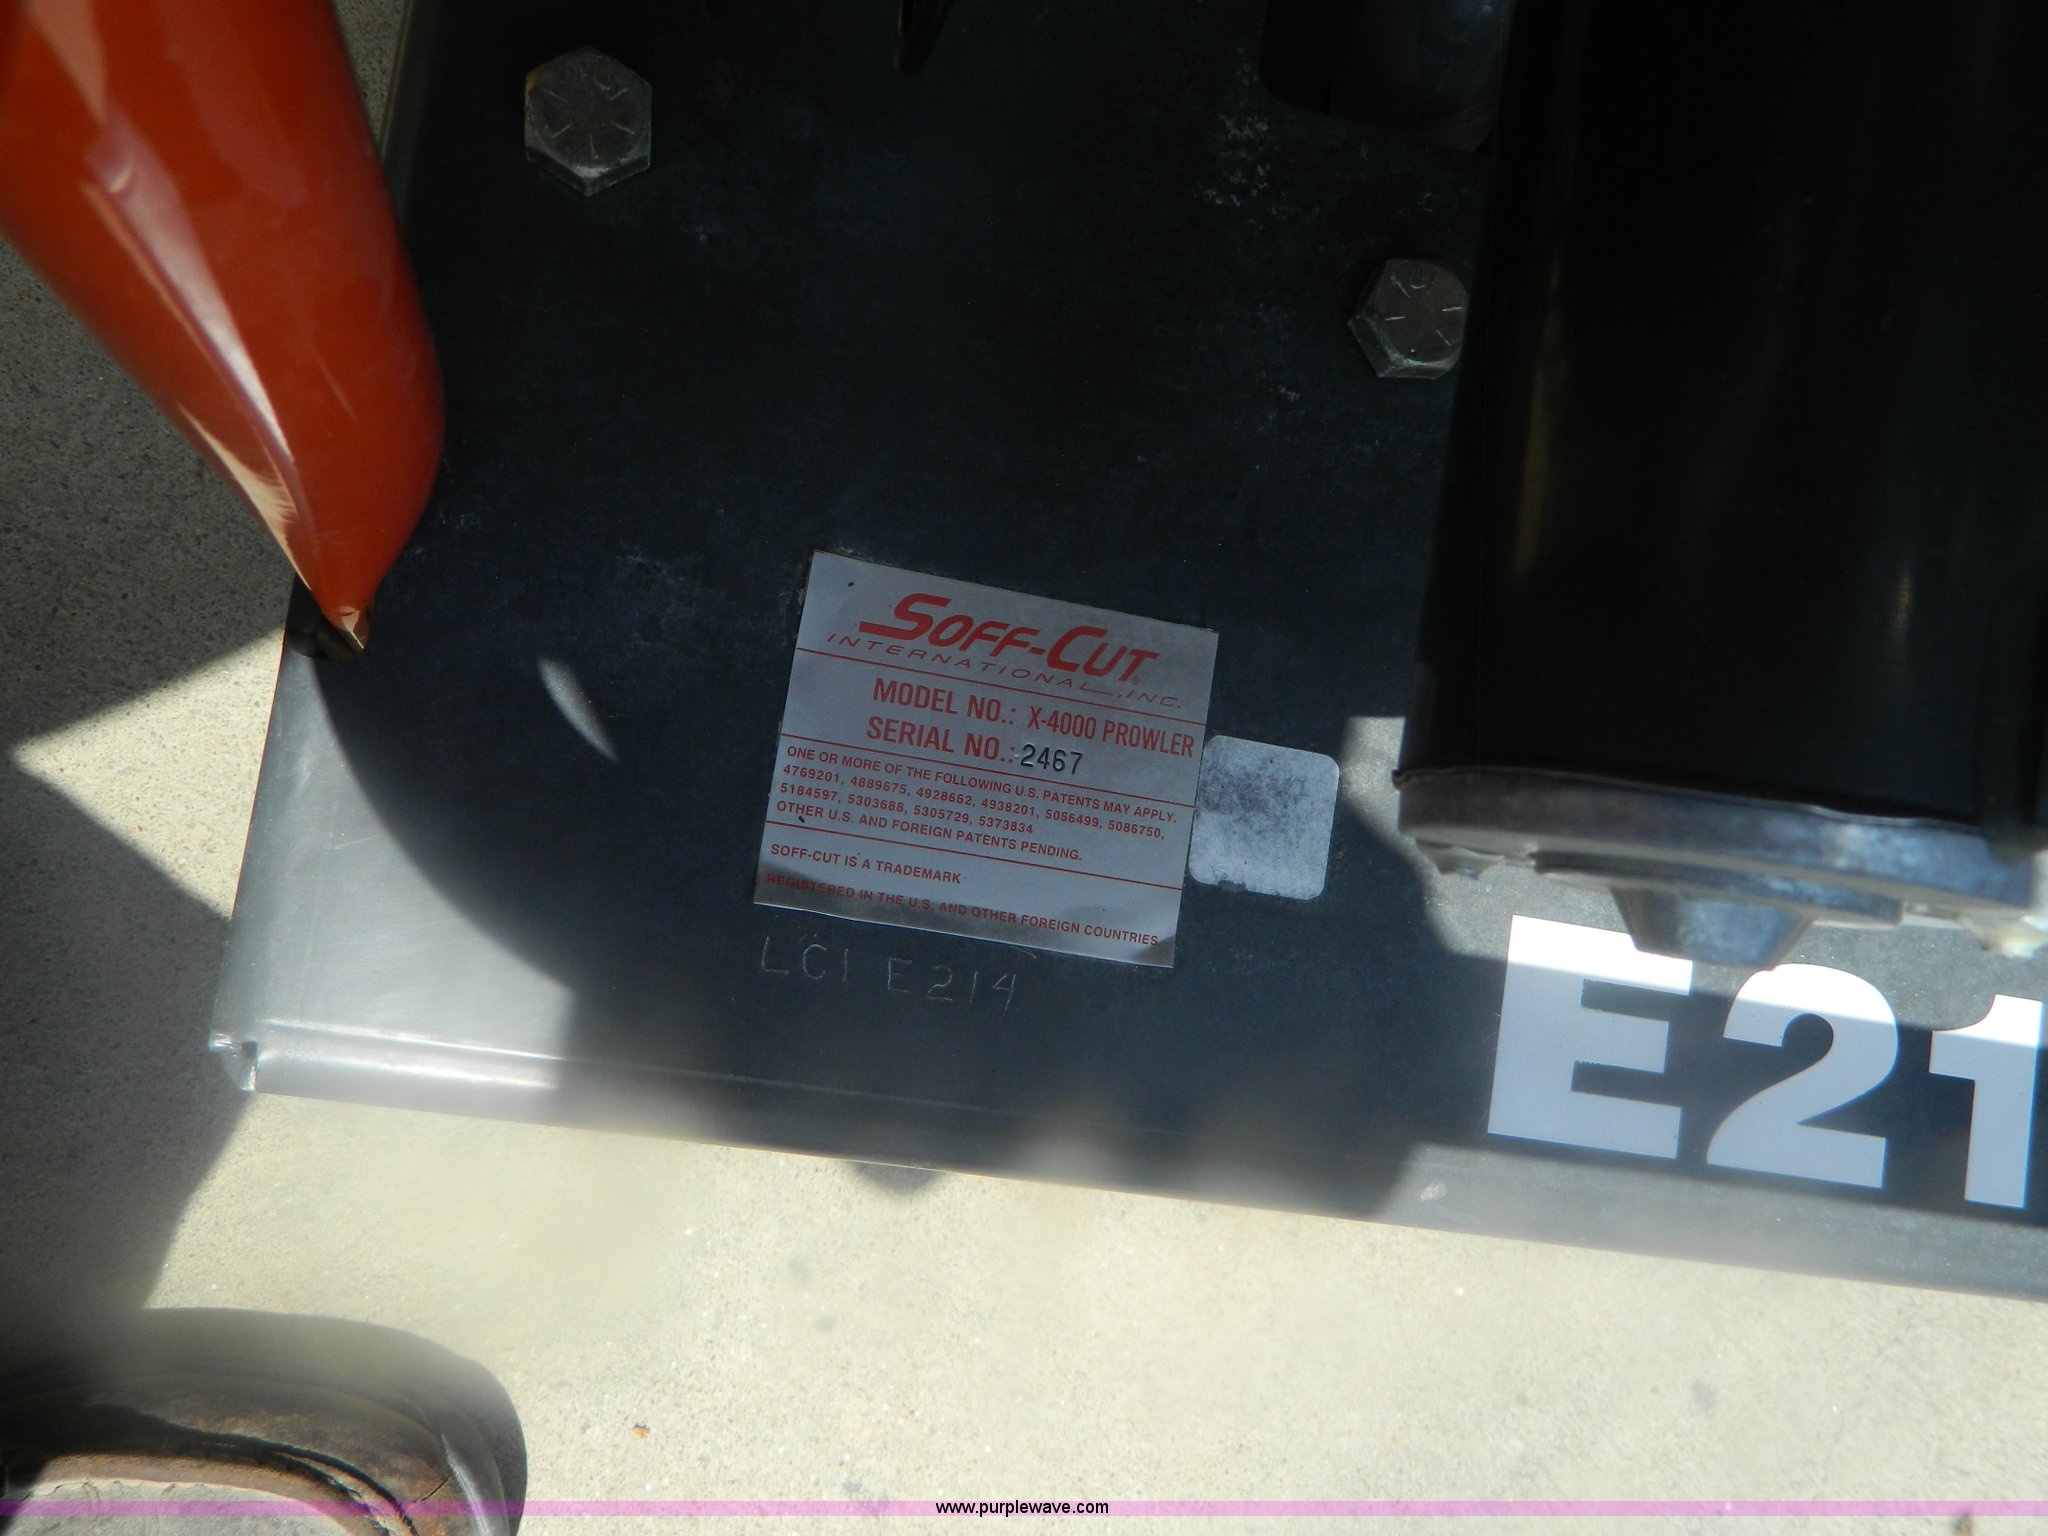 SOFF-CUT®
INTERNATIONAL, INC.
MODEL NO.: X-4000 PROWLER
SERIAL NO.: 2467
ONE OR MORE OF THE FOLLOWING U.S. PATENTS MAY APPLY.
4769201, 4889675, 4928662, 4938201, 5056499, 5086750,
5184597, 5303688, 5305729, 5373834
OTHER U.S. AND FOREIGN PATENTS PENDING.
SOFF-CUT IS A TRADEMARK
REGISTERED IN THE U.S. AND OTHER FOREIGN COUNTRIES
LCI E214
E21
www.purplewave.com